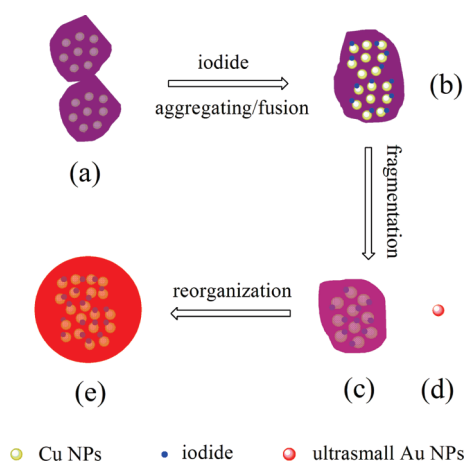 iodide
aggregating/fusion
(a)
(b)
fragmentation
reorganization
(c)
(d)
(e)
Cu NPs
iodide
ultrasmall Au NPs